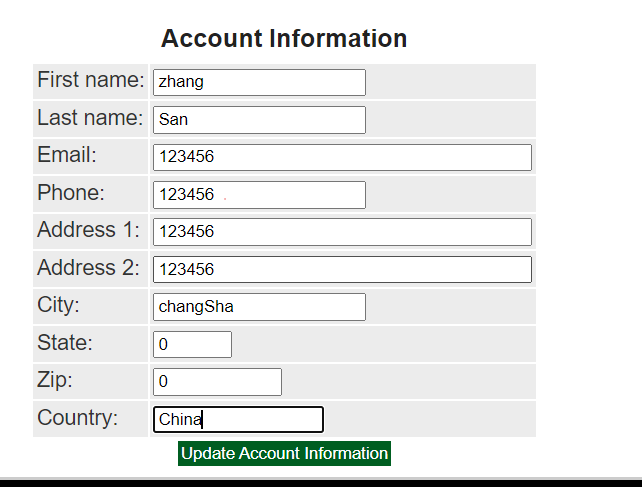 Account Information
First name: zhang
Last name: San
Email: 123456
Phone: 123456
Address 1: 123456
Address 2: 123456
City: changSha
State: 0
Zip: 0
Country: China
Update Account Information